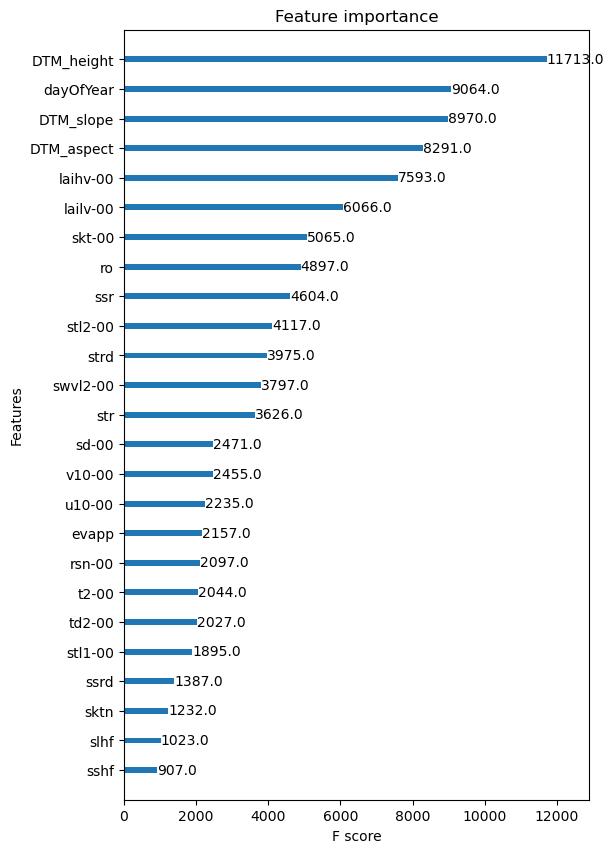 Feature importance
DTM_height 11713.0
dayOfYear 9064.0
DTM_slope 8970.0
DTM_aspect 8291.0
laihv-00 7593.0
lailv-00 6066.0
skt-00 5065.0
ro 4897.0
ssr 4604.0
stl2-00 4117.0
strd 3975.0
swvl2-00 3797.0
str 3626.0
sd-00 2471.0
v10-00 2455.0
u10-00 2235.0
evapp 2157.0
rsn-00 2097.0
t2-00 2044.0
td2-00 2027.0
stl1-00 1895.0
ssrd 1387.0
sktn 1232.0
slhf 1023.0
sshf 907.0
Features
0 2000 4000 6000 8000 10000 12000
F score